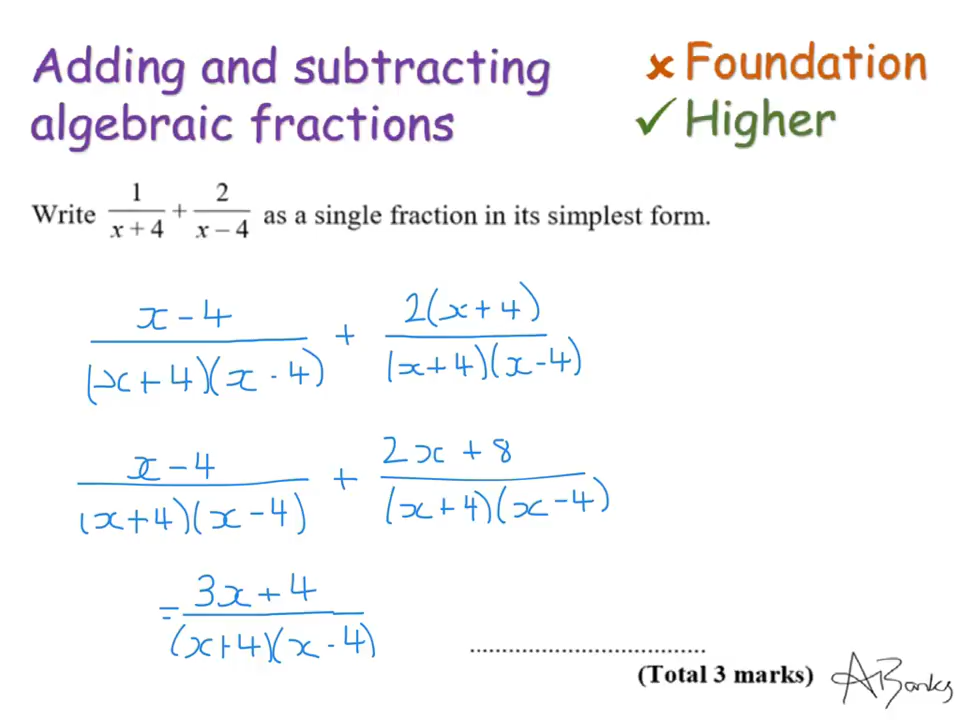 Adding and subtracting
algebraic fractions
✗ Foundation
✓ Higher
Write 1/(x + 4) + 2/(x − 4) as a single fraction in its simplest form.
(x − 4)/((x + 4)(x − 4)) + 2(x + 4)/((x + 4)(x − 4))
(x − 4)/((x + 4)(x − 4)) + (2x + 8)/((x + 4)(x − 4))
= (3x + 4)/((x + 4)(x − 4))
........................................................
(Total 3 marks)
A Banks